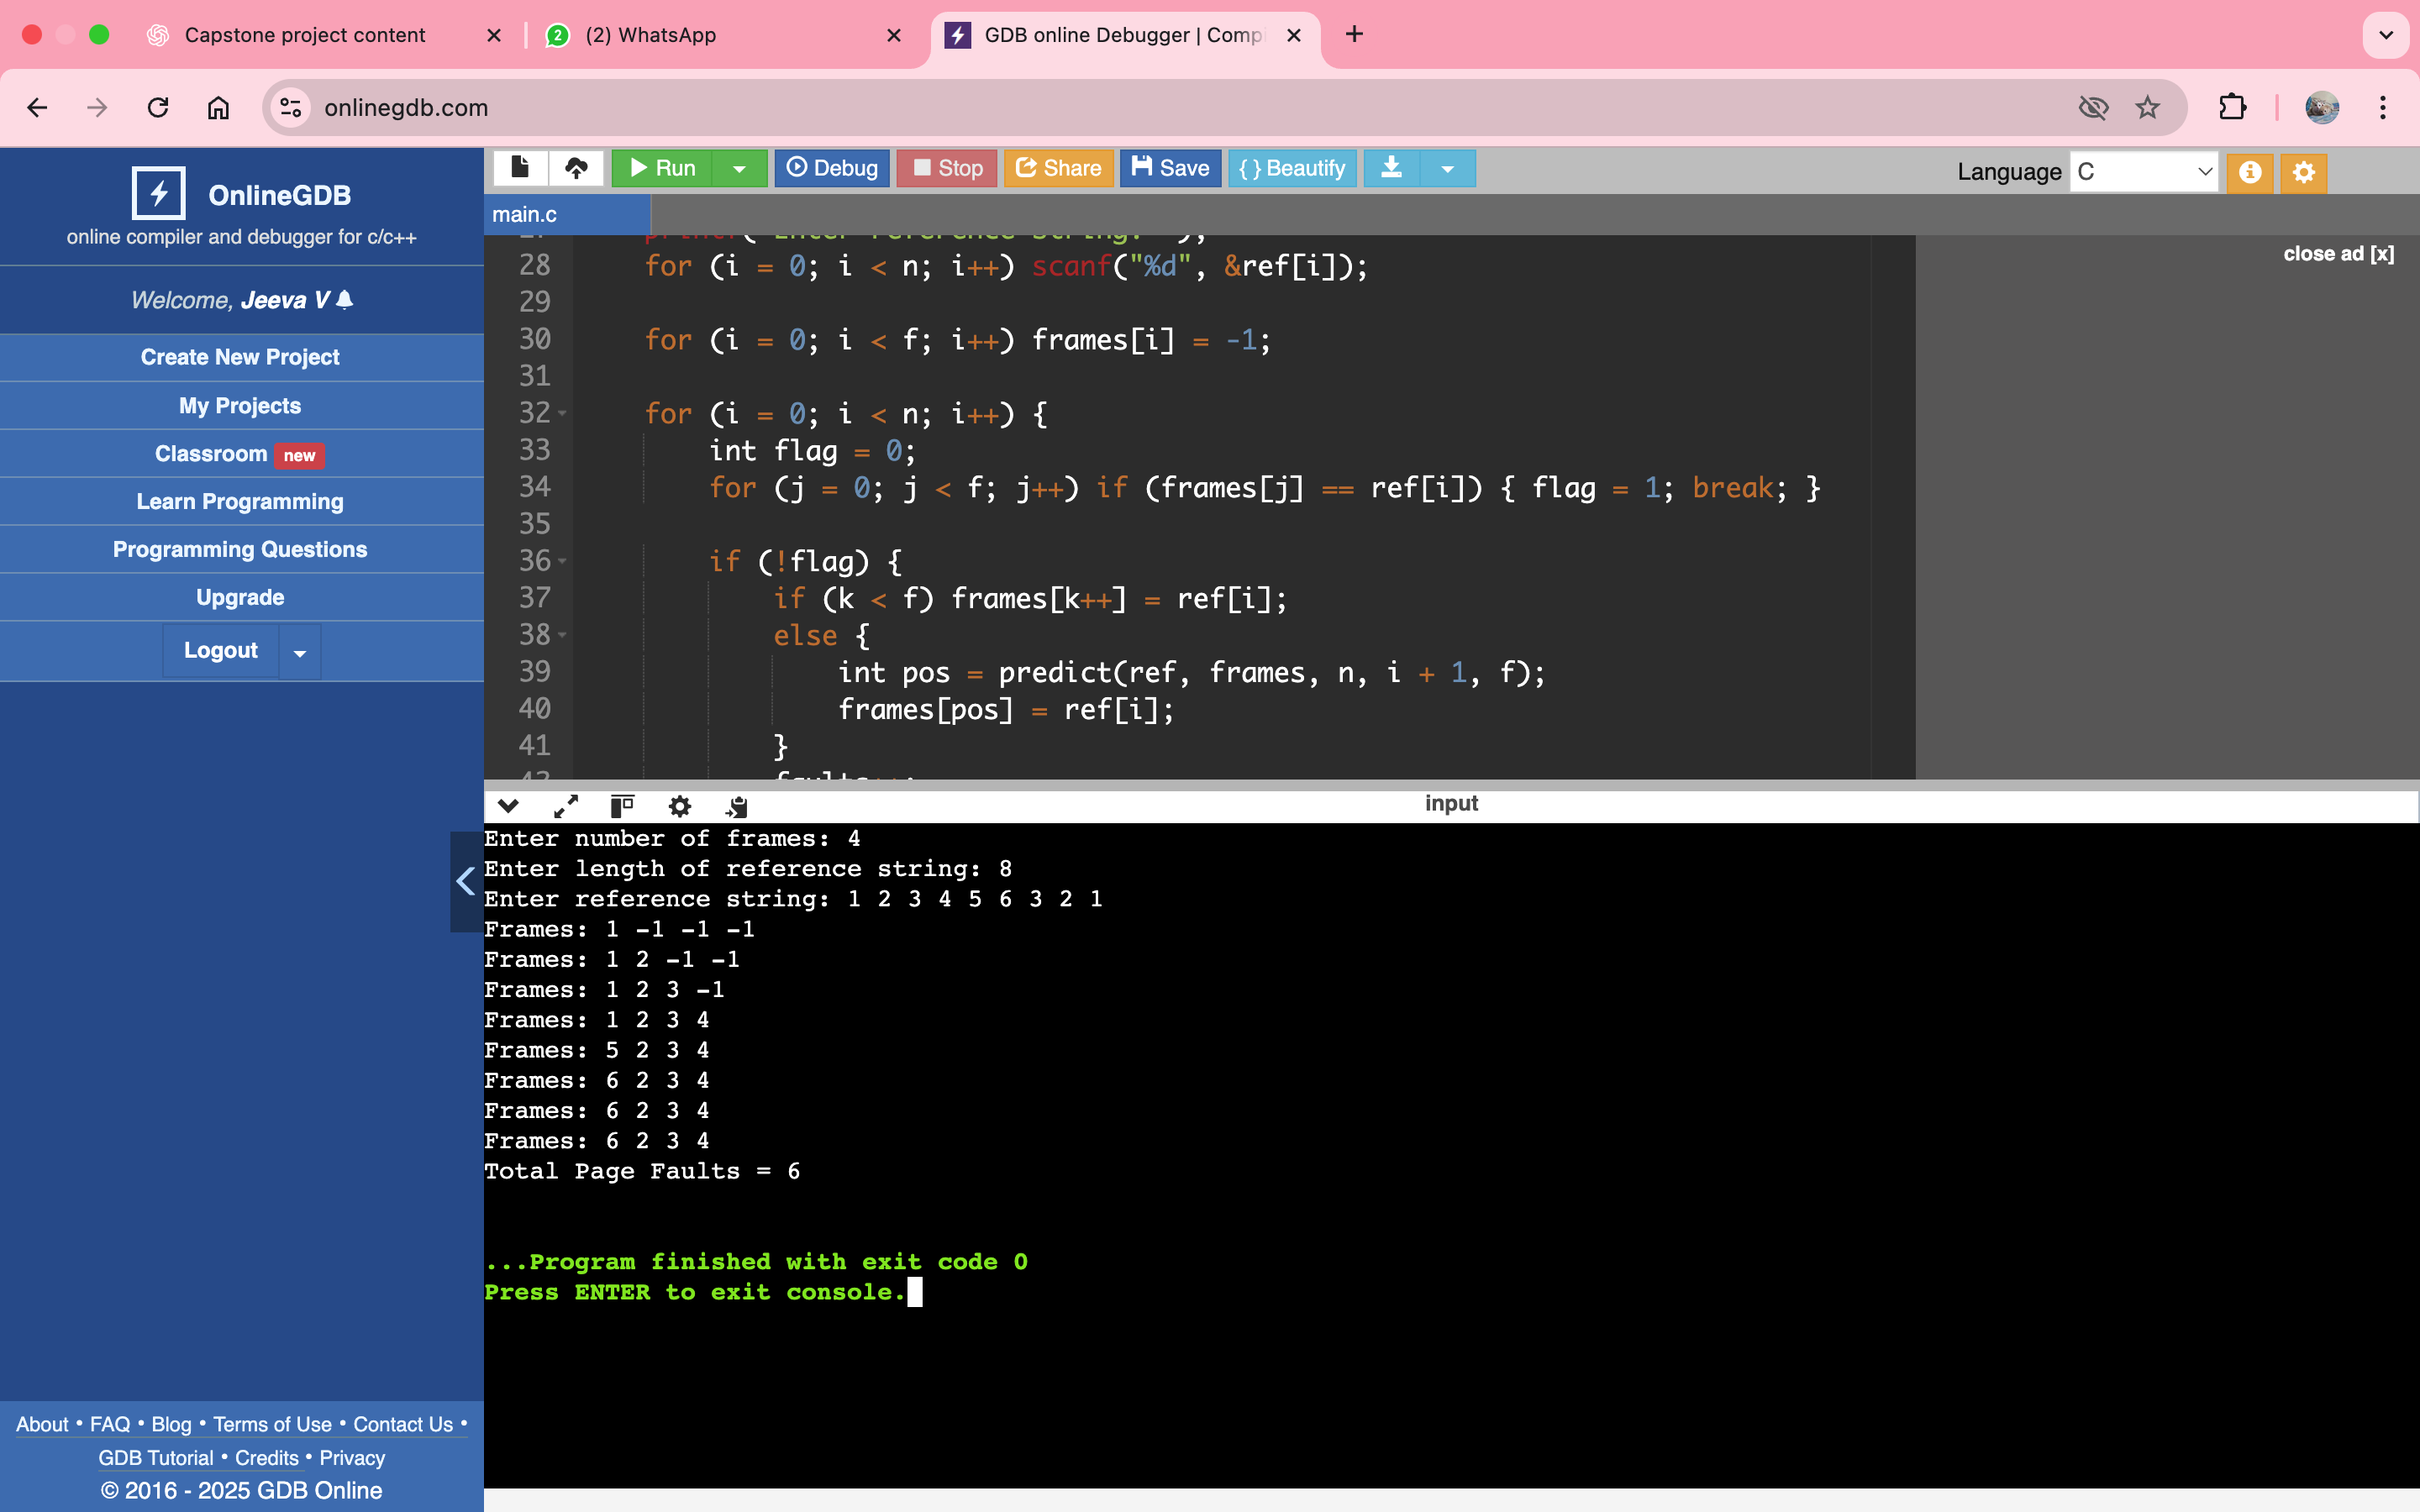 Capstone project content
2
(2) WhatsApp
GDB online Debugger | Comp
onlinegdb.com
OnlineGDB
online compiler and debugger for c/c++
Welcome, Jeeva V
Create New Project
My Projects
Classroom new
Learn Programming
Programming Questions
Upgrade
Logout
About • FAQ • Blog • Terms of Use • Contact Us •
GDB Tutorial • Credits • Privacy
© 2016 - 2025 GDB Online
Run Debug Stop Share Save { } Beautify
Language C
main.c
close ad [x]
28 for (i = 0; i < n; i++) scanf("%d", &ref[i]);
29
30 for (i = 0; i < f; i++) frames[i] = -1;
31
32 for (i = 0; i < n; i++) {
33 int flag = 0;
34 for (j = 0; j < f; j++) if (frames[j] == ref[i]) { flag = 1; break; }
35
36 if (!flag) {
37 if (k < f) frames[k++] = ref[i];
38 else {
39 int pos = predict(ref, frames, n, i + 1, f);
40 frames[pos] = ref[i];
41 }
input
Enter number of frames: 4
Enter length of reference string: 8
Enter reference string: 1 2 3 4 5 6 3 2 1
Frames: 1 -1 -1 -1
Frames: 1 2 -1 -1
Frames: 1 2 3 -1
Frames: 1 2 3 4
Frames: 5 2 3 4
Frames: 6 2 3 4
Frames: 6 2 3 4
Frames: 6 2 3 4
Total Page Faults = 6
...Program finished with exit code 0
Press ENTER to exit console.